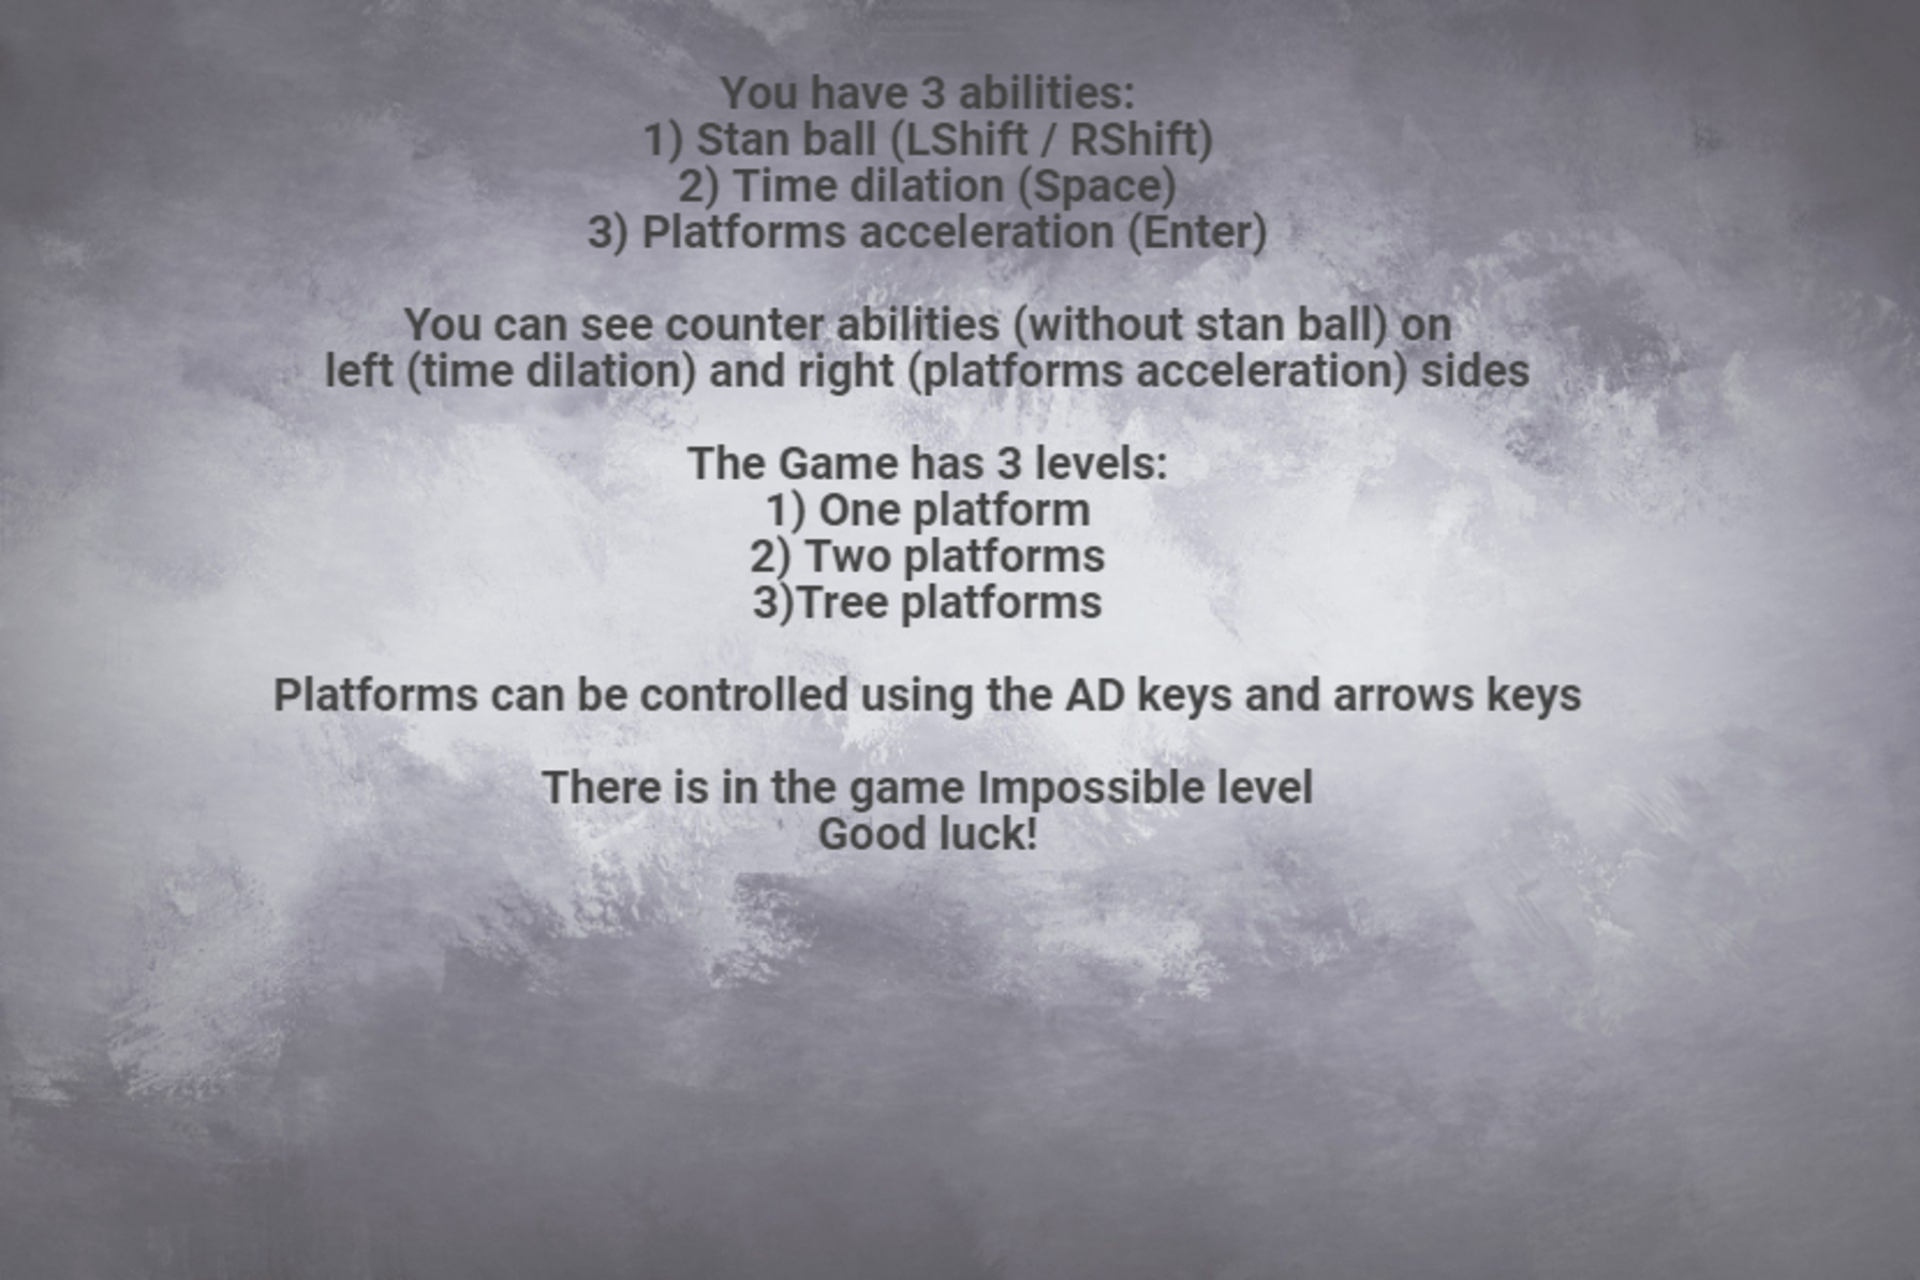 You have 3 abilities:
1) Stan ball (LShift / RShift)
2) Time dilation (Space)
3) Platforms acceleration (Enter)
You can see counter abilities (without stan ball) on
left (time dilation) and right (platforms acceleration) sides
The Game has 3 levels:
1) One platform
2) Two platforms
3)Tree platforms
Platforms can be controlled using the AD keys and arrows keys
There is in the game Impossible level
Good luck!